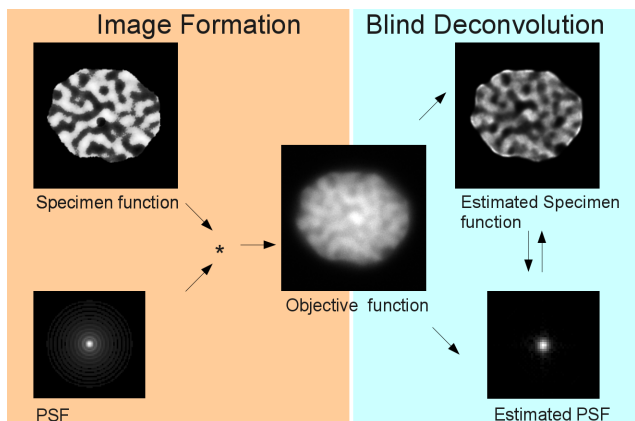 Image Formation
Blind Deconvolution
Specimen function
*
Objective function
PSF
Estimated Specimen
function
Estimated PSF